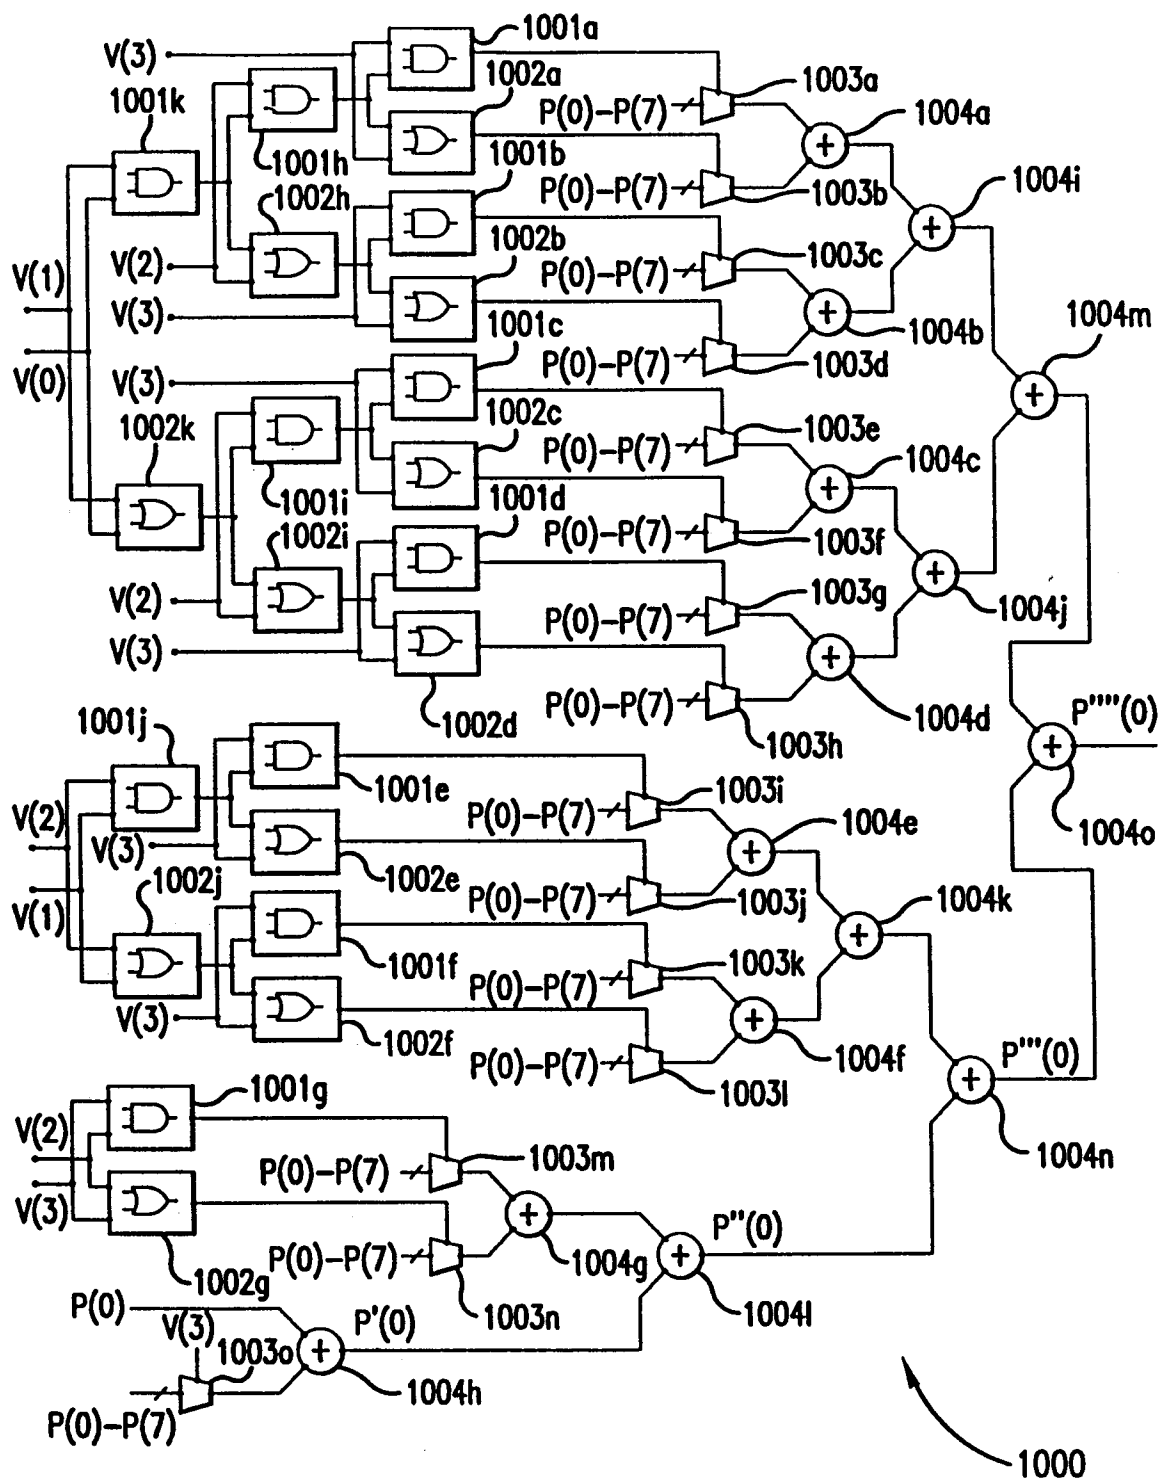 1001a
V(3)
1002a
1003a
1001k
P(0)–P(7)
1004a
1001h
1001b
1002h
P(0)–P(7)
1003b
1004i
1002b
V(1)
V(2)
P(0)–P(7)
1003c
V(3)
1001c
1004b
1004m
V(0)
V(3)
P(0)–P(7)
1003d
1002k
1002c
1003e
P(0)–P(7)
1004c
1001i
1001d
1002i
P(0)–P(7)
1003f
V(2)
1003g
P(0)–P(7)
1004j
V(3)
P(0)–P(7)
1001j
1002d
1004d
P''''(0)
1003h
1001e
1003i
V(2)
P(0)–P(7)
1004e
V(3)
1004o
1002j
1002e
P(0)–P(7)
1003j
V(1)
1004k
1001f
1003k
P(0)–P(7)
V(3)
1002f
1004f
P'''(0)
P(0)–P(7)
1003l
1001g
V(2)
P(0)–P(7)
1003m
1004n
V(3)
P''(0)
1002g
P(0)–P(7)
1004g
P(0)
1003n
1004l
V(3)
P'(0)
1003o
1004h
P(0)–P(7)
1000